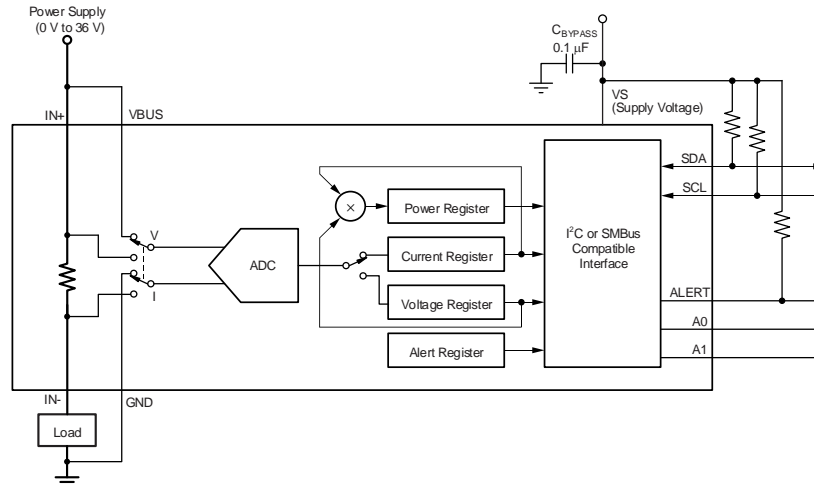 Power Supply
(0 V to 36 V)
C_BYPASS
0.1 μF
VS
(Supply Voltage)
IN+
VBUS
SDA
SCL
Power Register
V
ADC
Current Register
I²C or SMBus
Compatible
Interface
×
I
Voltage Register
ALERT
A0
Alert Register
A1
IN-
GND
Load